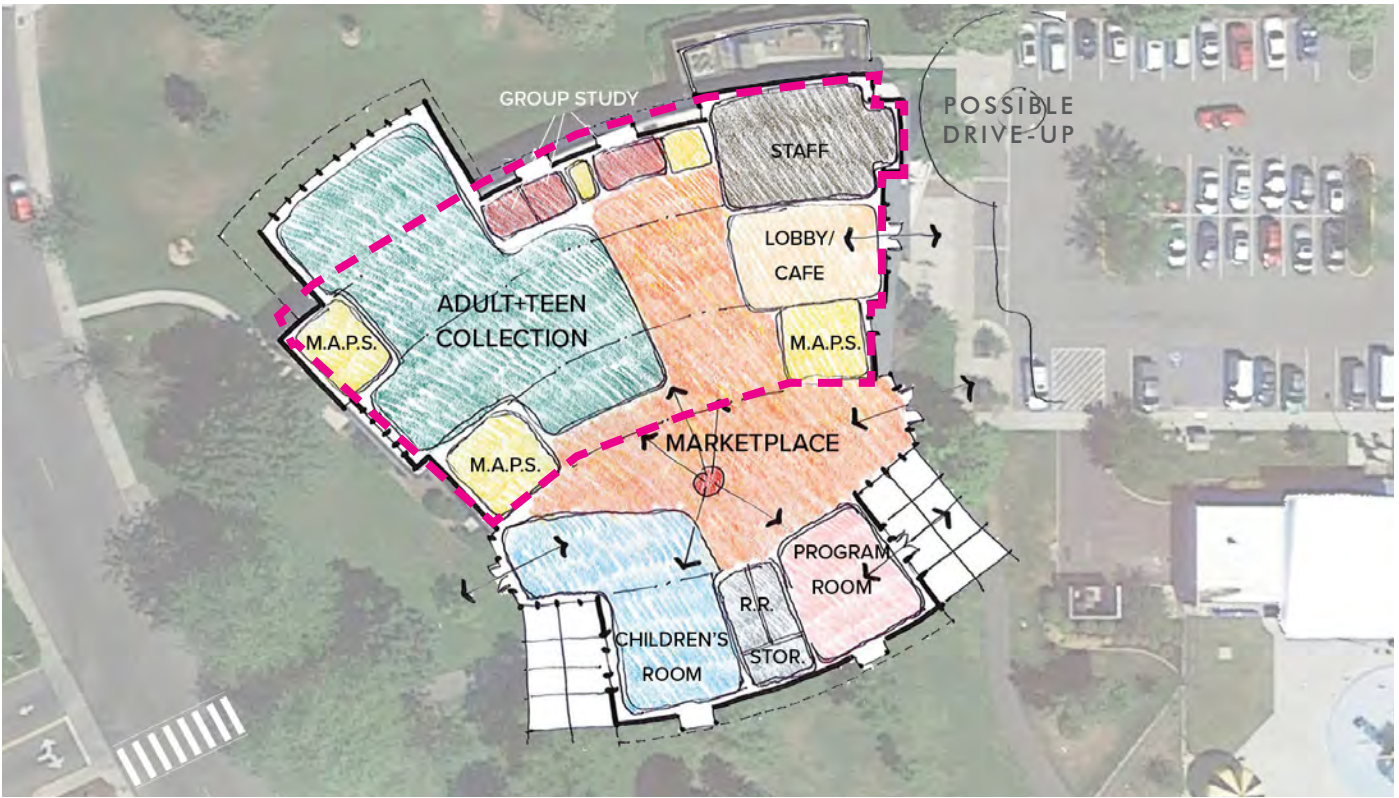 GROUP STUDY
POSSIBLE
DRIVE-UP
STAFF
LOBBY/
CAFE
ADULT+TEEN
COLLECTION
M.A.P.S.
M.A.P.S.
MARKETPLACE
M.A.P.S.
PROGRAM
ROOM
R.R.
CHILDREN'S
ROOM
STOR.